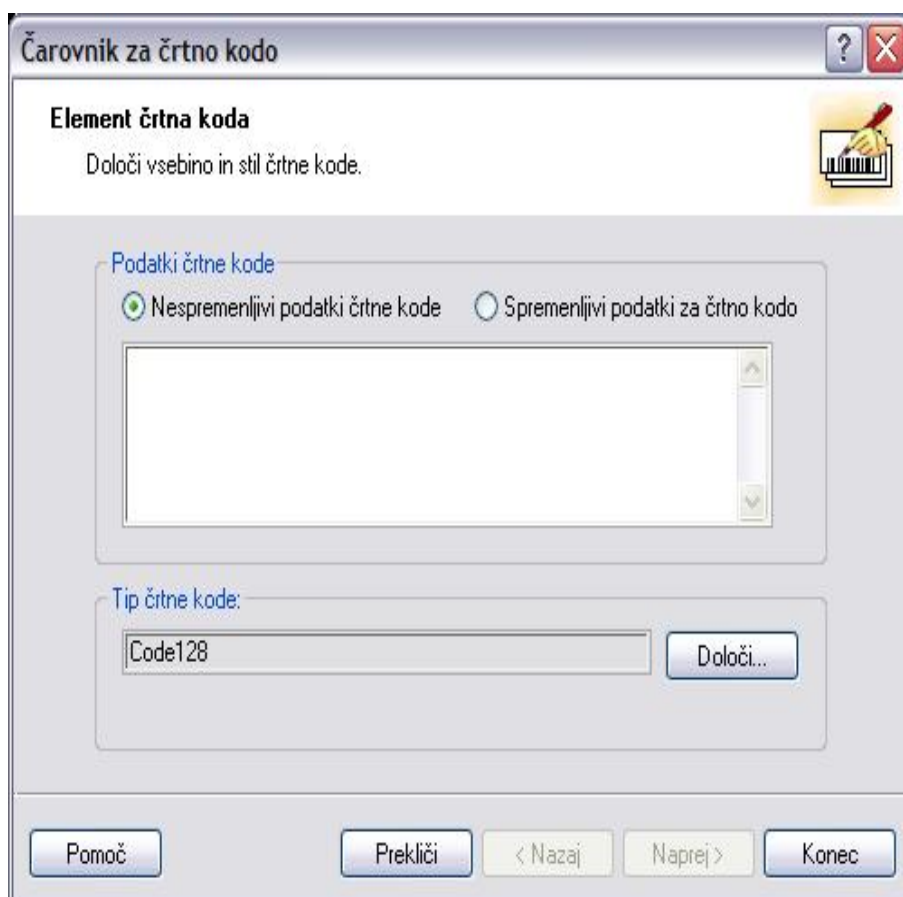 Čarovnik za črtno kodo
?
Element črtna koda
Določi vsebino in stil črtne kode.
Podatki črtne kode
Nespremenljivi podatki črtne kode Spremenljivi podatki za črtno kodo
Tip črtne kode:
Code128 Določi...
Pomoč Prekliči < Nazaj Naprej > Konec